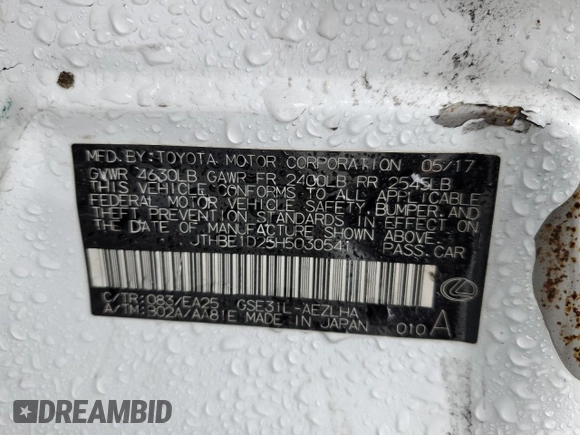 MFD. BY: TOYOTA MOTOR CORPORATION 05/17
GVWR 4630LB GAWR FR 2400LB RR 2545LB
THIS VEHICLE CONFORMS TO ALL APPLICABLE
FEDERAL MOTOR VEHICLE SAFETY, BUMPER, AND
THEFT PREVENTION STANDARDS IN EFFECT ON
THE DATE OF MANUFACTURE SHOWN ABOVE.
JTHBE1D25H5030541 PASS. CAR
C/TR: 083/EA25 GSE31L-AEZLHA
A/TM: 302A/AA81E MADE IN JAPAN 010 A
DREAMBID